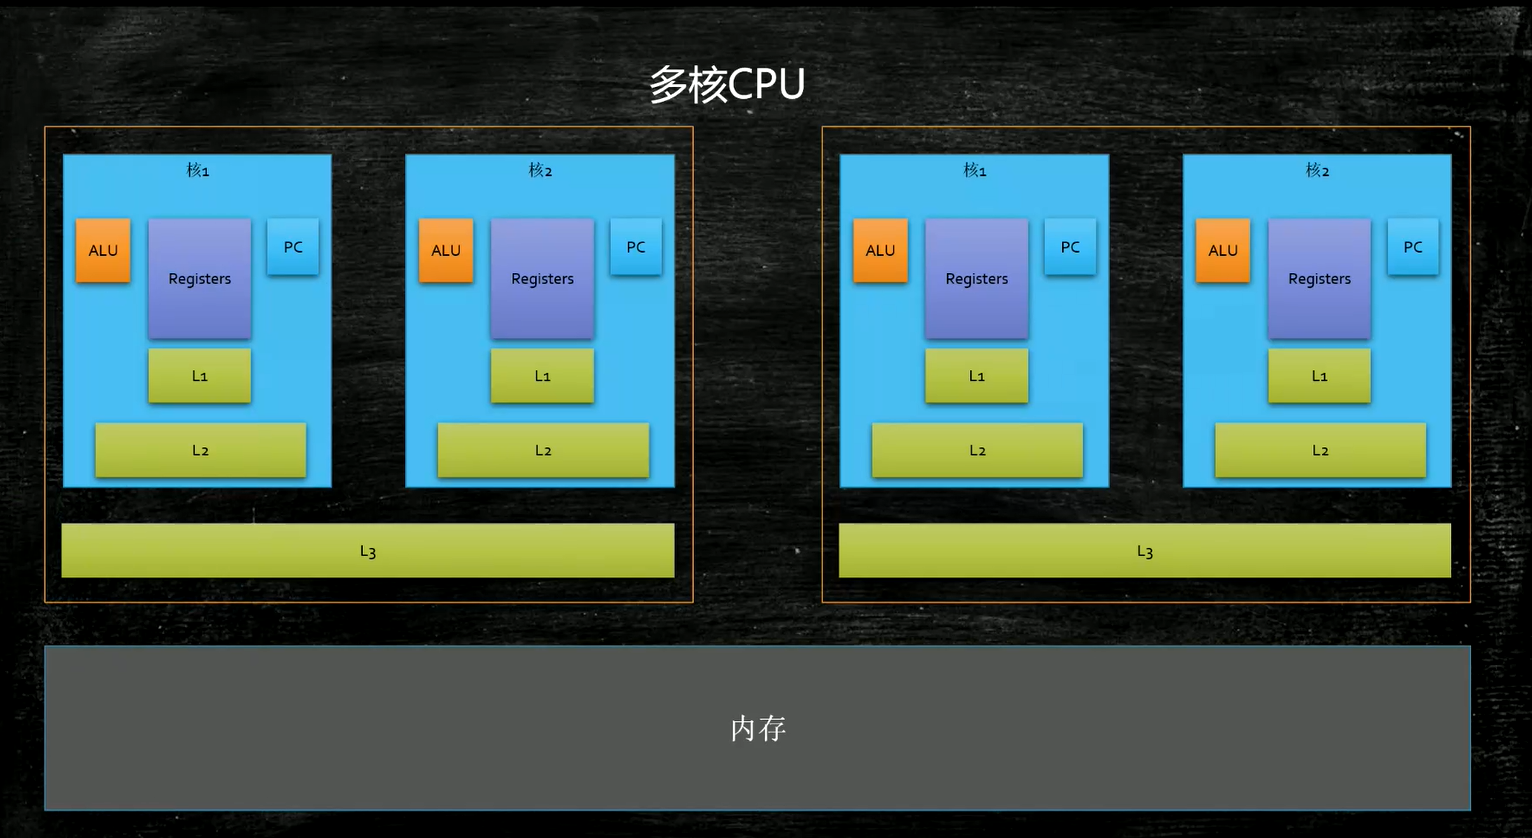 多核CPU
核1
核2
核1
核2
ALU
Registers
PC
ALU
Registers
PC
ALU
Registers
PC
ALU
Registers
PC
L1
L1
L1
L1
L2
L2
L2
L2
L3
L3
内存